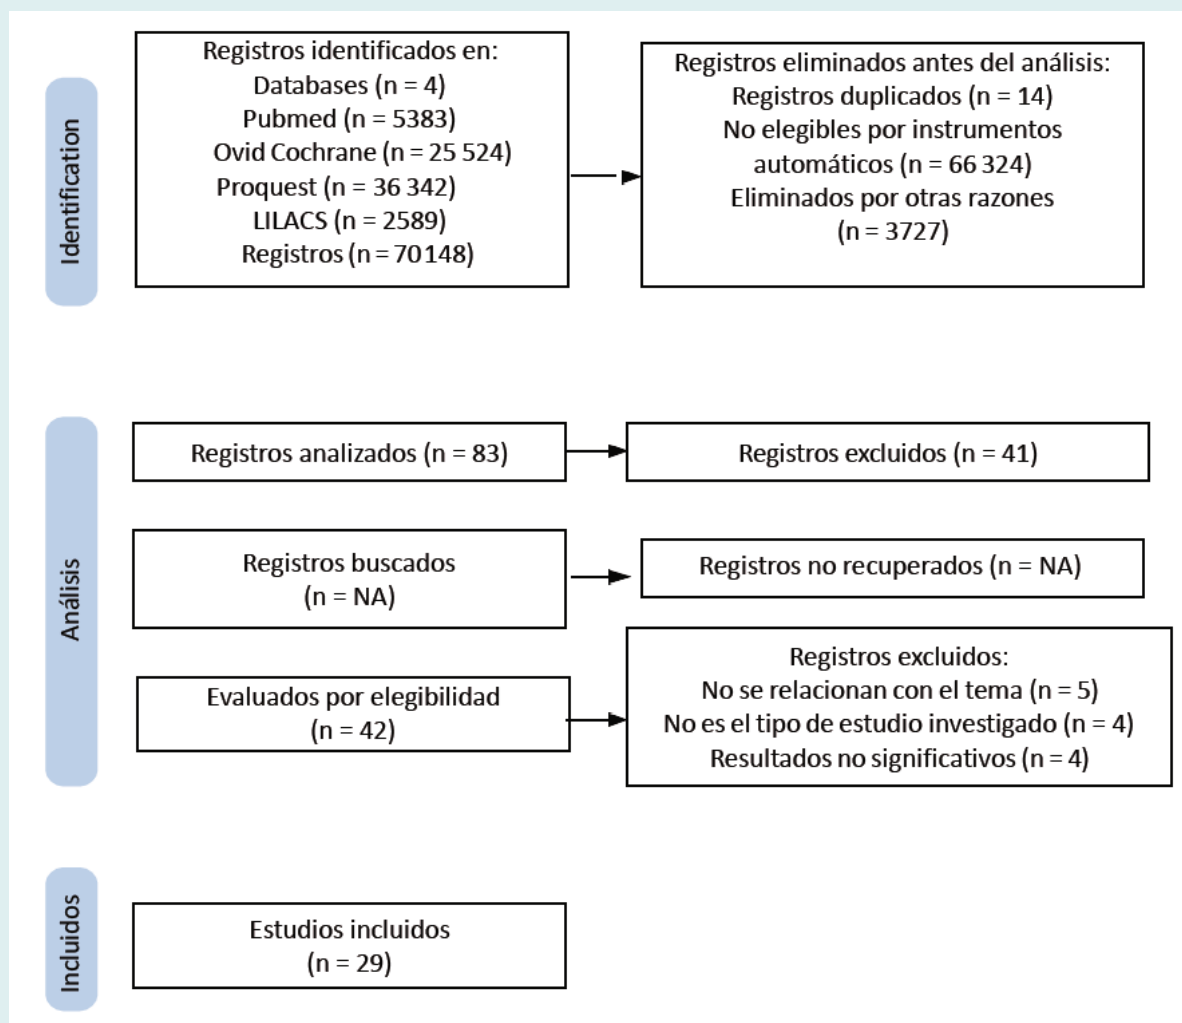 Identification
Registros identificados en:
Databases (n = 4)
Pubmed (n = 5383)
Ovid Cochrane (n = 25 524)
Proquest (n = 36 342)
LILACS (n = 2589)
Registros (n = 70148)
Registros eliminados antes del análisis:
Registros duplicados (n = 14)
No elegibles por instrumentos
automáticos (n = 66 324)
Eliminados por otras razones
(n = 3727)
Análisis
Registros analizados (n = 83)
Registros excluidos (n = 41)
Registros buscados
(n = NA)
Registros no recuperados (n = NA)
Evaluados por elegibilidad
(n = 42)
Registros excluidos:
No se relacionan con el tema (n = 5)
No es el tipo de estudio investigado (n = 4)
Resultados no significativos (n = 4)
Incluidos
Estudios incluidos
(n = 29)